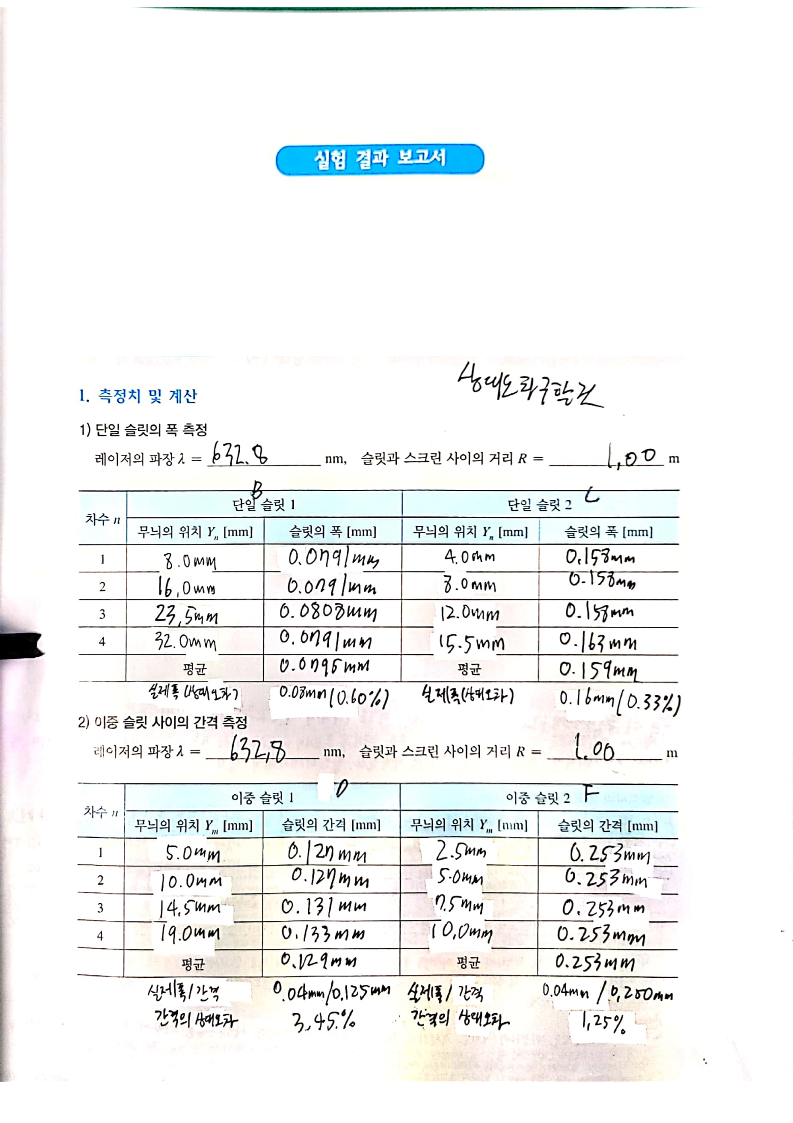 실험 결과 보고서
상대오차구할것
1. 측정치 및 계산
1) 단일 슬릿의 폭 측정
레이저의 파장 λ = 632.8 nm, 슬릿과 스크린 사이의 거리 R = 1.00 m
차수 n 단일 슬릿 1 B 단일 슬릿 2 C
무늬의 위치 Yn [mm] 슬릿의 폭 [mm] 무늬의 위치 Yn [mm] 슬릿의 폭 [mm]
1 8.0mm 0.0791mm 4.0mm 0.158mm
2 16.0mm 0.0791mm 8.0mm 0.158mm
3 23.5mm 0.0808mm 12.0mm 0.158mm
4 32.0mm 0.0791mm 15.5mm 0.163mm
평균 0.0795mm 평균 0.159mm
실제폭(상대오차) 0.08mm(0.60%) 실제폭(상대오차) 0.16mm(0.33%)
2) 이중 슬릿 사이의 간격 측정
레이저의 파장 λ = 632.8 nm, 슬릿과 스크린 사이의 거리 R = 1.00 m
차수 n 이중 슬릿 1 D 이중 슬릿 2 F
무늬의 위치 Ym [mm] 슬릿의 간격 [mm] 무늬의 위치 Ym [mm] 슬릿의 간격 [mm]
1 5.0mm 0.127mm 2.5mm 0.253mm
2 10.0mm 0.127mm 5.0mm 0.253mm
3 14.5mm 0.131mm 7.5mm 0.253mm
4 19.0mm 0.133mm 10.0mm 0.253mm
평균 0.129mm 평균 0.253mm
실제폭/간격 0.04mm/0.125mm 실제폭/간격 0.04mm/0.250mm
간격의 상대오차 3.45% 간격의 상대오차 1.25%